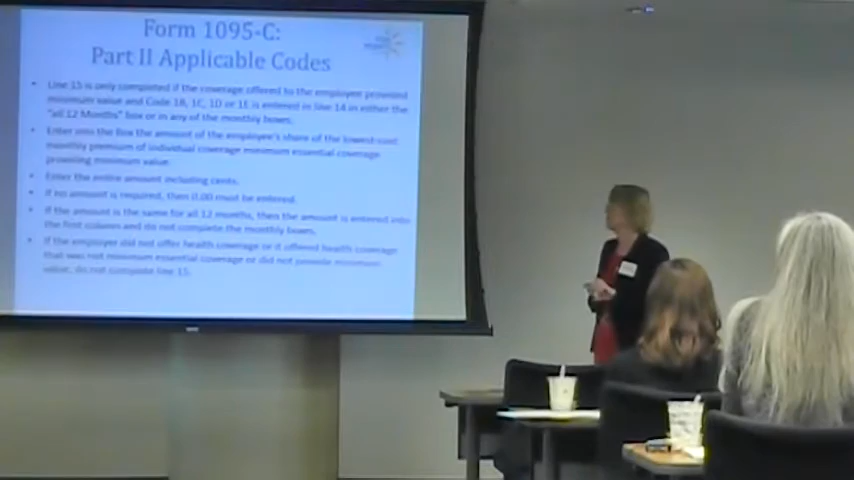 Form 1095-C:
Part II Applicable Codes
• Line 15 is only completed if the coverage offered to the employee provided
minimum value and Code 1B, 1C, 1D or 1E is entered in line 14 in either the
"all 12 Months" box or in any of the monthly boxes.
• Enter into the Box the amount of the employee's share of the lowest-cost
monthly premium of individual coverage minimum essential coverage
providing minimum value.
• Enter the entire amount including cents.
• If no amount is required, then 0.00 must be entered.
• If the amount is the same for all 12 months, then the amount is entered into
the first column and do not complete the monthly boxes.
• If the employer did not offer health coverage or it offered health coverage
that was not minimum essential coverage or did not provide minimum
value, do not complete line 15.